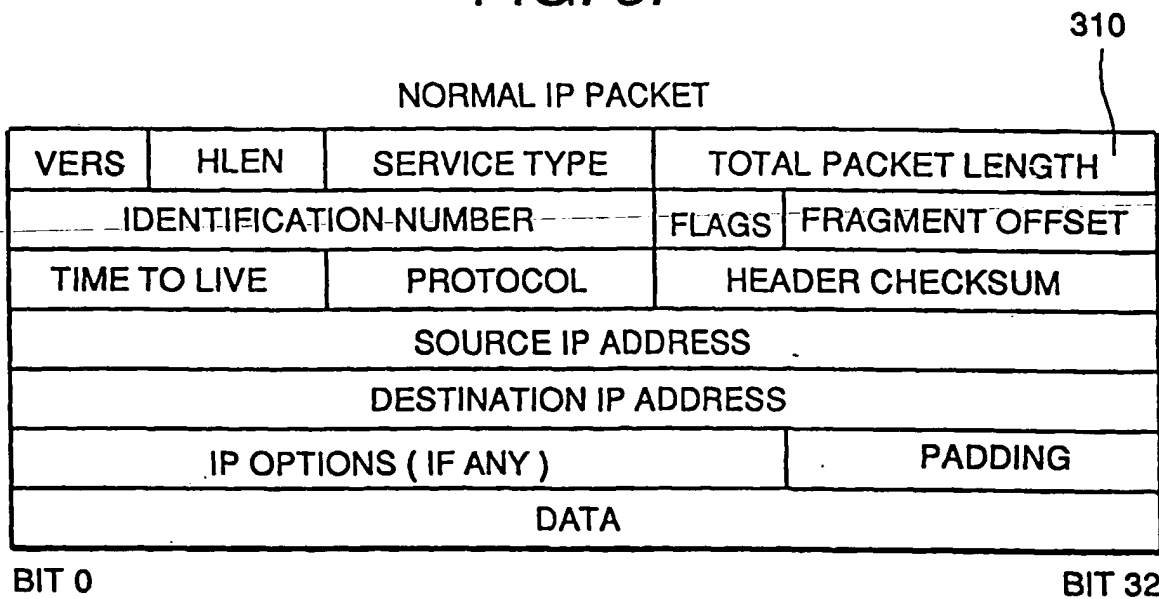 310
NORMAL IP PACKET
VERS HLEN SERVICE TYPE TOTAL PACKET LENGTH
IDENTIFICATION NUMBER FLAGS FRAGMENT OFFSET
TIME TO LIVE PROTOCOL HEADER CHECKSUM
SOURCE IP ADDRESS
DESTINATION IP ADDRESS
IP OPTIONS ( IF ANY ) PADDING
DATA
BIT 0 BIT 32